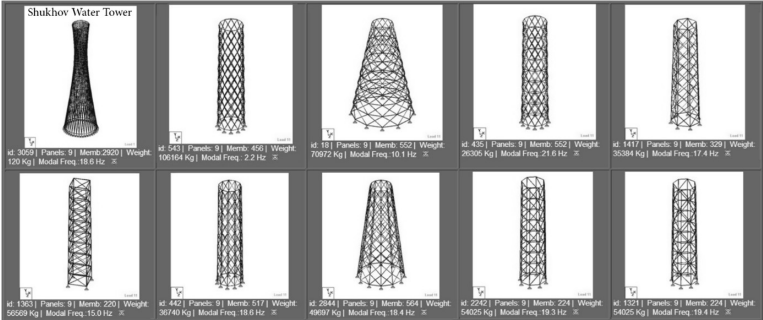 Shukhov Water Tower
id: 3059 | Panels: 9 | Memb:2920 | Weight:
120 Kg | Modal Freq.:18.6 Hz
id: 543 | Panels: 9 | Memb: 456 | Weight:
106164 Kg | Modal Freq.: 2.2 Hz
id: 18 | Panels: 9 | Memb: 552 | Weight:
70972 Kg | Modal Freq.:10.1 Hz
id: 435 | Panels: 9 | Memb: 552 | Weight:
26305 Kg | Modal Freq.:21.6 Hz
id: 1417 | Panels: 9 | Memb: 329 | Weight:
35384 Kg | Modal Freq.:17.4 Hz
id: 1363 | Panels: 9 | Memb: 220 | Weight:
56569 Kg | Modal Freq.:15.0 Hz
id: 442 | Panels: 9 | Memb: 517 | Weight:
36740 Kg | Modal Freq.:18.6 Hz
id: 2844 | Panels: 9 | Memb: 564 | Weight:
49697 Kg | Modal Freq.:18.4 Hz
id: 2242 | Panels: 9 | Memb: 224 | Weight:
54025 Kg | Modal Freq.:19.3 Hz
id: 1321 | Panels: 9 | Memb: 224 | Weight:
54025 Kg | Modal Freq.:19.4 Hz